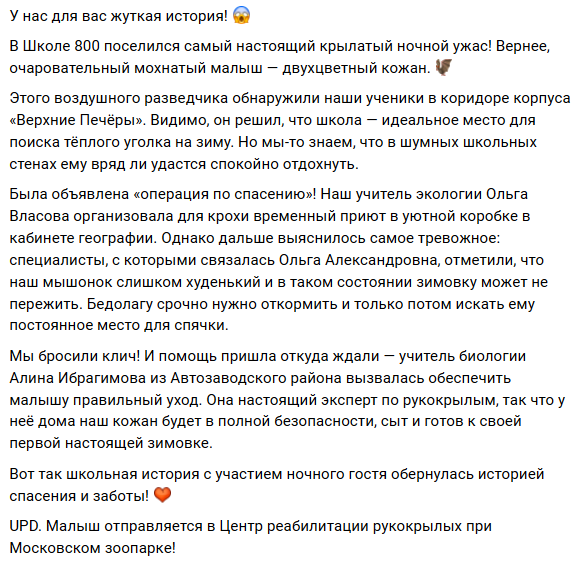 У нас для вас жуткая история! 😱
В Школе 800 поселился самый настоящий крылатый ночной ужас! Вернее,
очаровательный мохнатый малыш — двухцветный кожан. 🦇
Этого воздушного разведчика обнаружили наши ученики в коридоре корпуса
«Верхние Печёры». Видимо, он решил, что школа — идеальное место для
поиска тёплого уголка на зиму. Но мы-то знаем, что в шумных школьных
стенах ему вряд ли удастся спокойно отдохнуть.
Была объявлена «операция по спасению»! Наш учитель экологии Ольга
Власова организовала для крохи временный приют в уютной коробке в
кабинете географии. Однако дальше выяснилось самое тревожное:
специалисты, с которыми связалась Ольга Александровна, отметили, что
наш мышонок слишком худенький и в таком состоянии зимовку может не
пережить. Бедолагу срочно нужно откормить и только потом искать ему
постоянное место для спячки.
Мы бросили клич! И помощь пришла откуда ждали — учитель биологии
Алина Ибрагимова из Автозаводского района вызвалась обеспечить
малышу правильный уход. Она настоящий эксперт по рукокрылым, так что у
неё дома наш кожан будет в полной безопасности, сыт и готов к своей
первой настоящей зимовке.
Вот так школьная история с участием ночного гостя обернулась историей
спасения и заботы! ❤️
UPD. Малыш отправляется в Центр реабилитации рукокрылых при
Московском зоопарке!